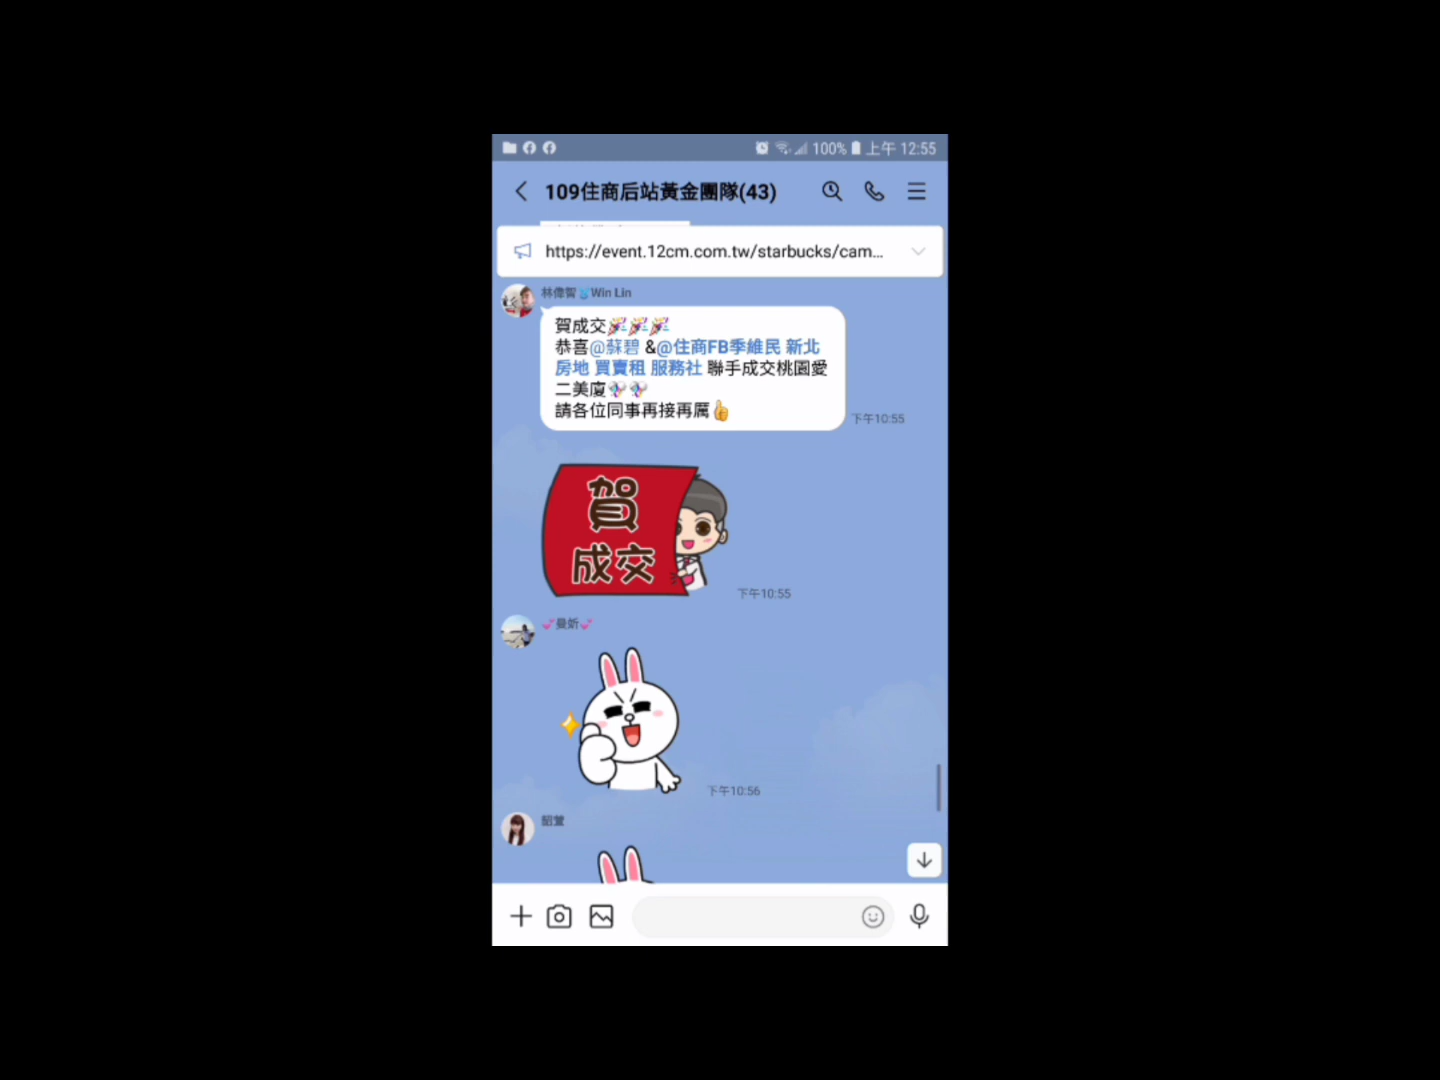 100% 上午 12:55
109住商后站黃金團隊(43)
https://event.12cm.com.tw/starbucks/cam...
林偉智Win Lin
賀成交🎉🎉🎉
恭喜@蘇碧 &@住商FB季維民 新北
房地 買賣租 服務社 聯手成交桃園愛
二美廈🎊🎊
請各位同事再接再厲👍
下午10:55
賀
成交
下午10:55
💕曼妡💕
下午10:56
韶萱